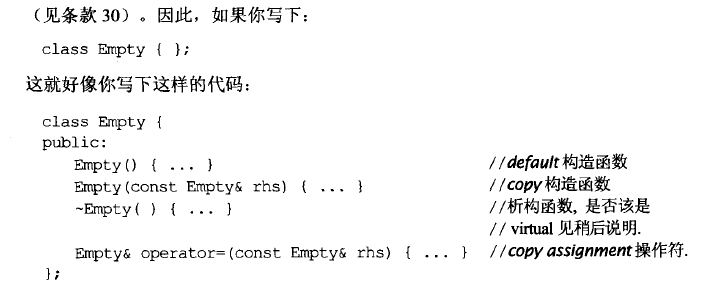 （见条款 30）。因此，如果你写下：
class Empty { };
这就好像你写下这样的代码：
class Empty {
public:
Empty() { ... } //default 构造函数
Empty(const Empty& rhs) { ... } //copy 构造函数
~Empty( ) { ... } //析构函数, 是否该是
// virtual 见稍后说明.
Empty& operator=(const Empty& rhs) { ... } //copy assignment 操作符.
};